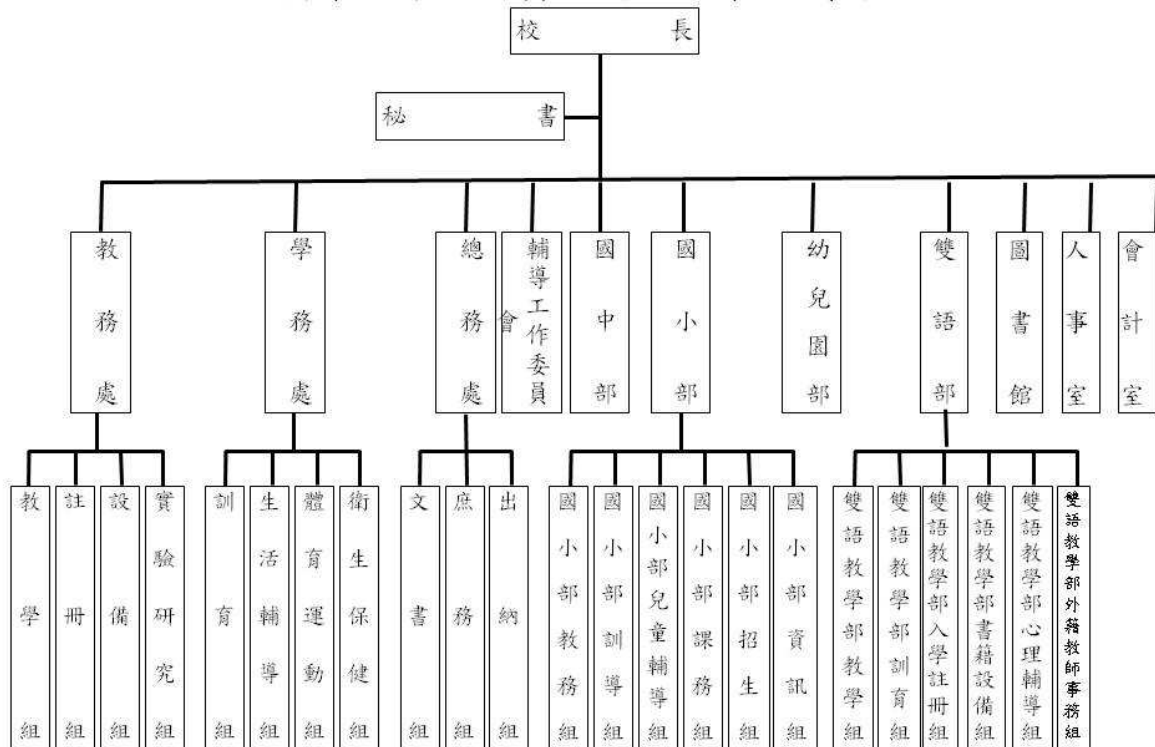 校長
秘書
教務處
學務處
總務處
輔導工作委員會
國中部
國小部
幼兒園部
雙語部
圖書館
人事室
會計室
教學組
註冊組
設備組
實驗研究組
訓育組
生活輔導組
體育運動組
衛生保健組
文書組
庶務組
出納組
國小部教務組
國小部訓導組
國小部兒童輔導組
國小部課務組
國小部招生組
國小部資訊組
雙語教學部教學組
雙語教學部訓育組
雙語教學部入學註冊組
雙語教學部書籍設備組
雙語教學部心理輔導組
雙語教學部外籍教師事務組